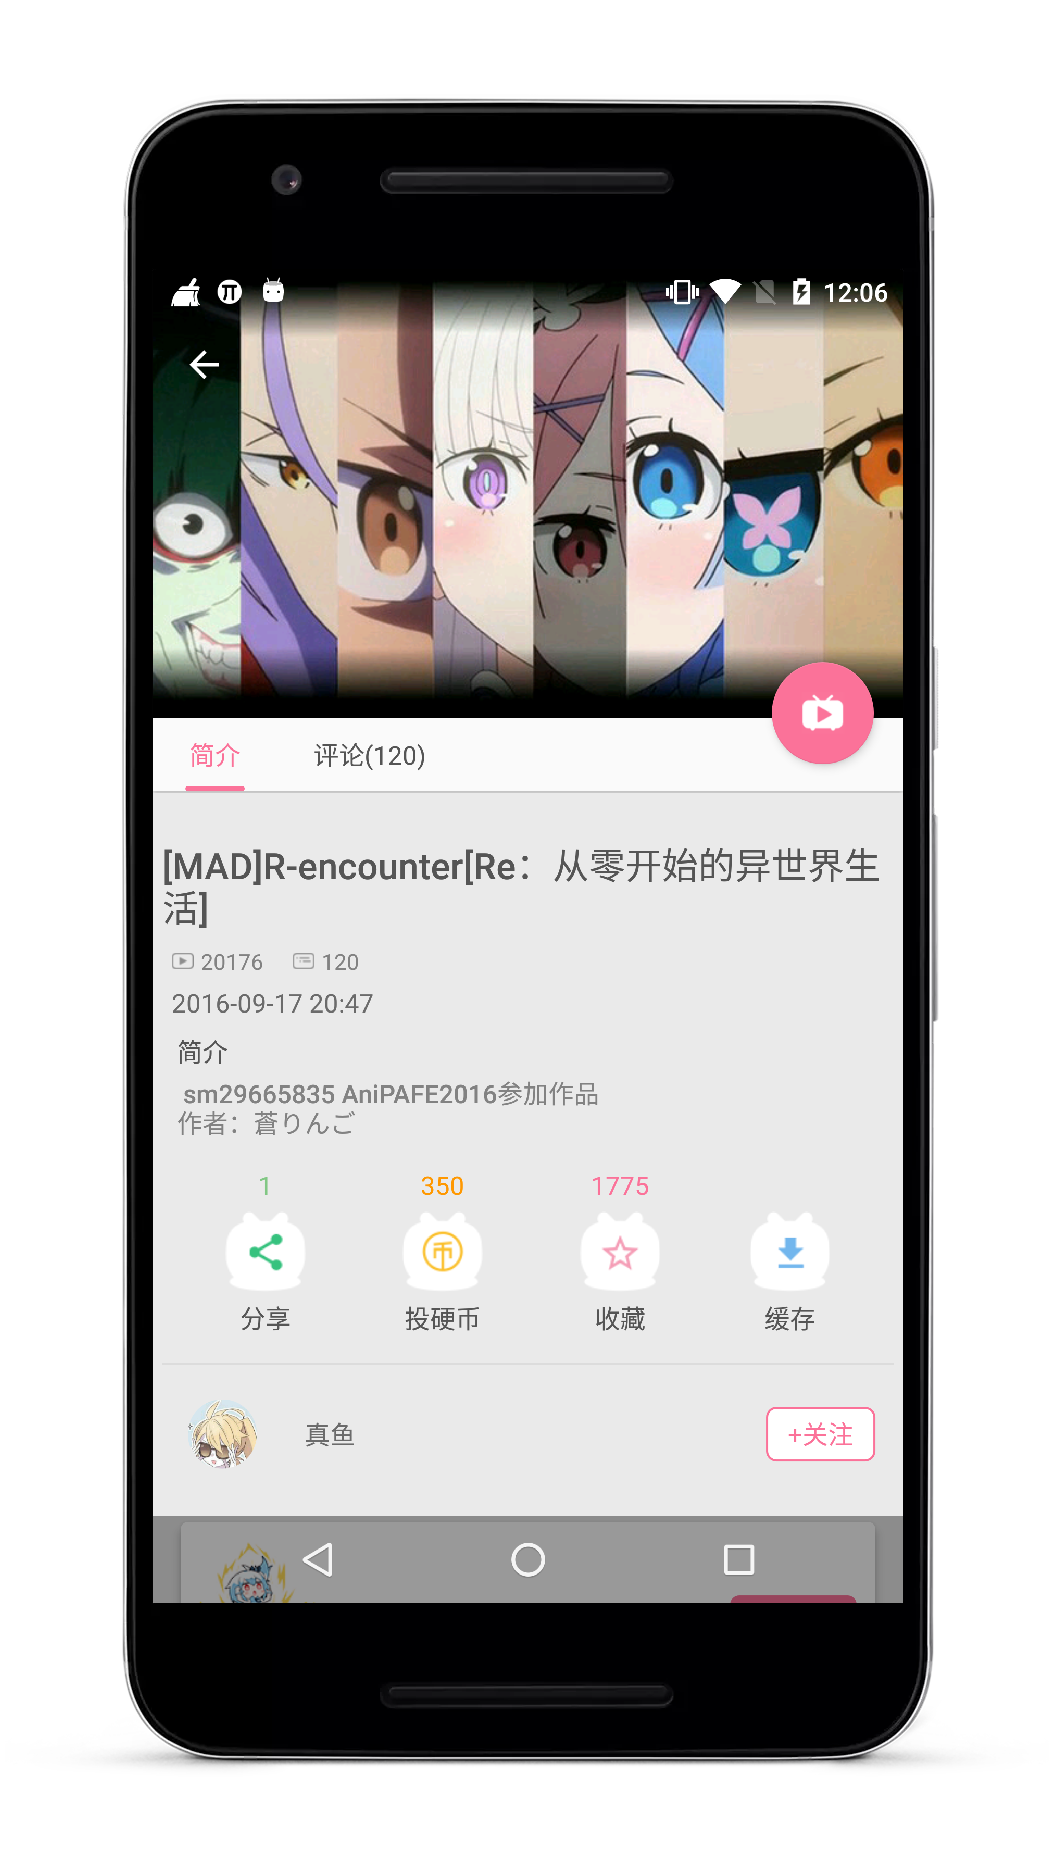 12:06
简介
评论(120)
[MAD]R-encounter[Re：从零开始的异世界生
活]
20176
120
2016-09-17 20:47
简介
sm29665835 AniPAFE2016参加作品
作者：蒼りんご
1
350
1775
币
分享
投硬币
收藏
缓存
真鱼
+关注